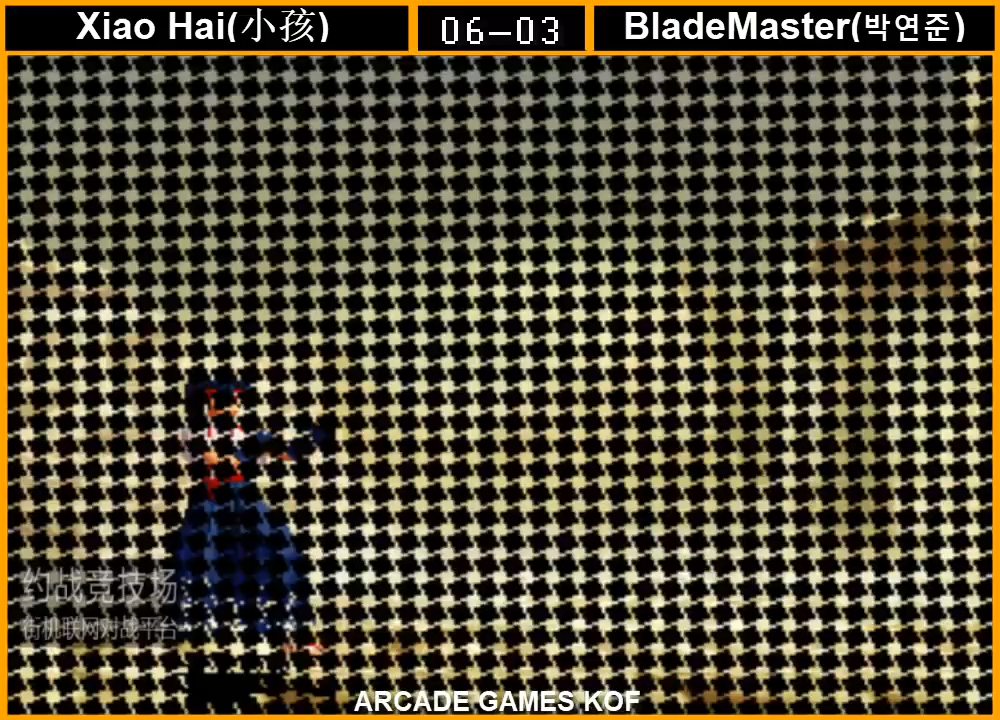 Xiao Hai(小孩)
06-03
BladeMaster(박연준)
约战竞技场
街机联网对战平台
ARCADE GAMES KOF